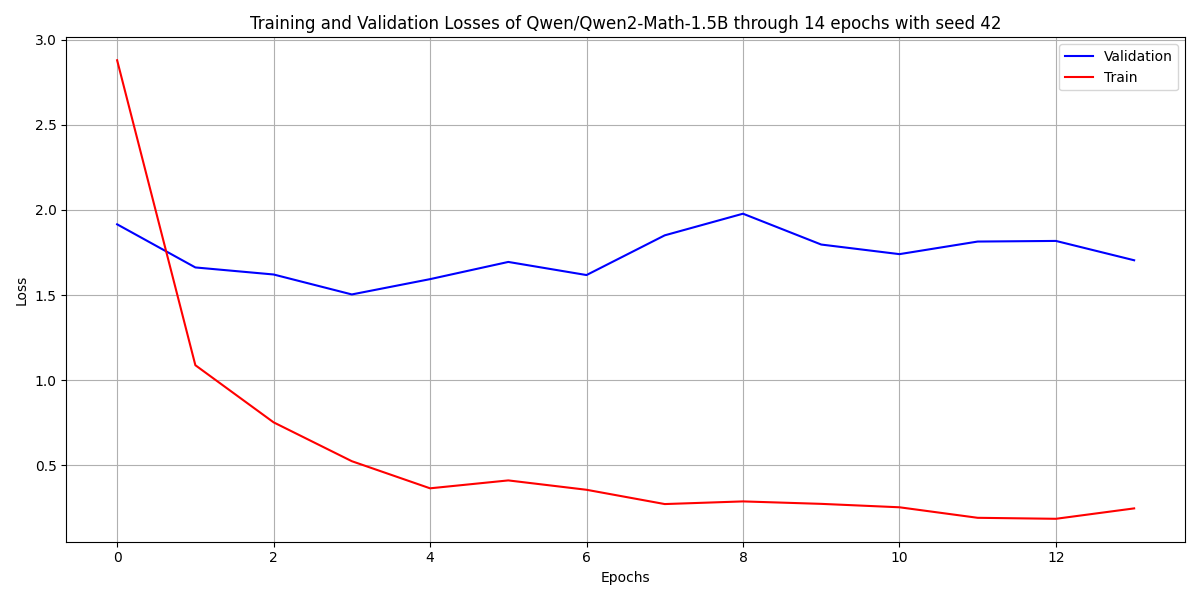 Training and Validation Losses of Qwen/Qwen2-Math-1.5B through 14 epochs with seed 42
Validation
Train
3.0
2.5
2.0
1.5
1.0
0.5
Loss
0
2
4
6
8
10
12
Epochs